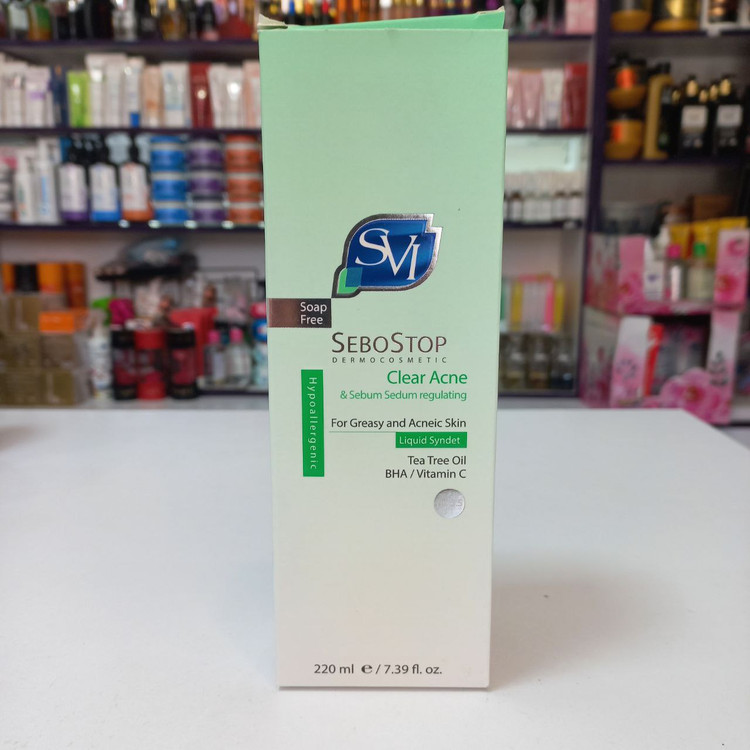 SVI
Soap
Free
SEBOSTOP
DERMOCOSMETIC
Clear Acne
& Sebum Sedum regulating
Hypoallergenic
For Greasy and Acneic Skin
Liquid Syndet
Tea Tree Oil
BHA / Vitamin C
220 ml ℮ / 7.39 fl. oz.